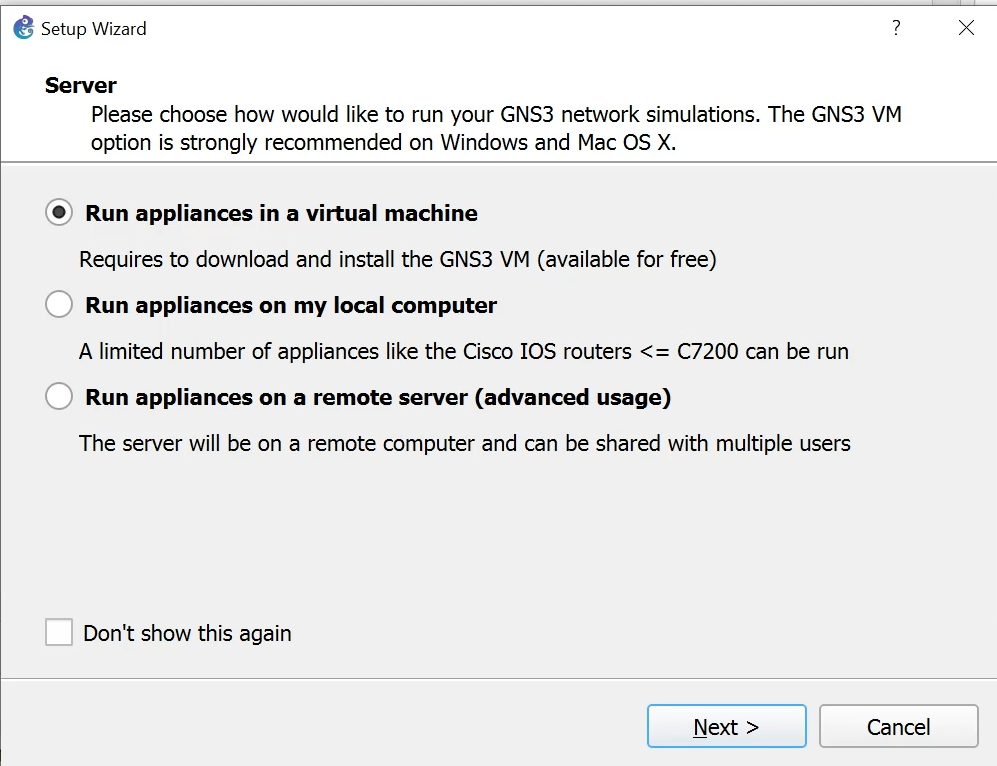 Setup Wizard
?
Server
Please choose how would like to run your GNS3 network simulations. The GNS3 VM
option is strongly recommended on Windows and Mac OS X.
Run appliances in a virtual machine
Requires to download and install the GNS3 VM (available for free)
Run appliances on my local computer
A limited number of appliances like the Cisco IOS routers <= C7200 can be run
Run appliances on a remote server (advanced usage)
The server will be on a remote computer and can be shared with multiple users
Don't show this again
Next >
Cancel